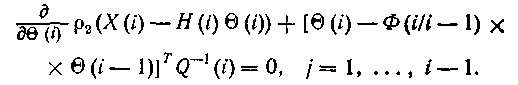 ∂/∂Θ (i) ρ₂ (X (i) — H (i) Θ (i)) + [Θ (i) — Φ (i/i — 1) ×
× Θ (i — 1)]ᵀ Q⁻¹ (i) = 0, j = 1, ..., i — 1.